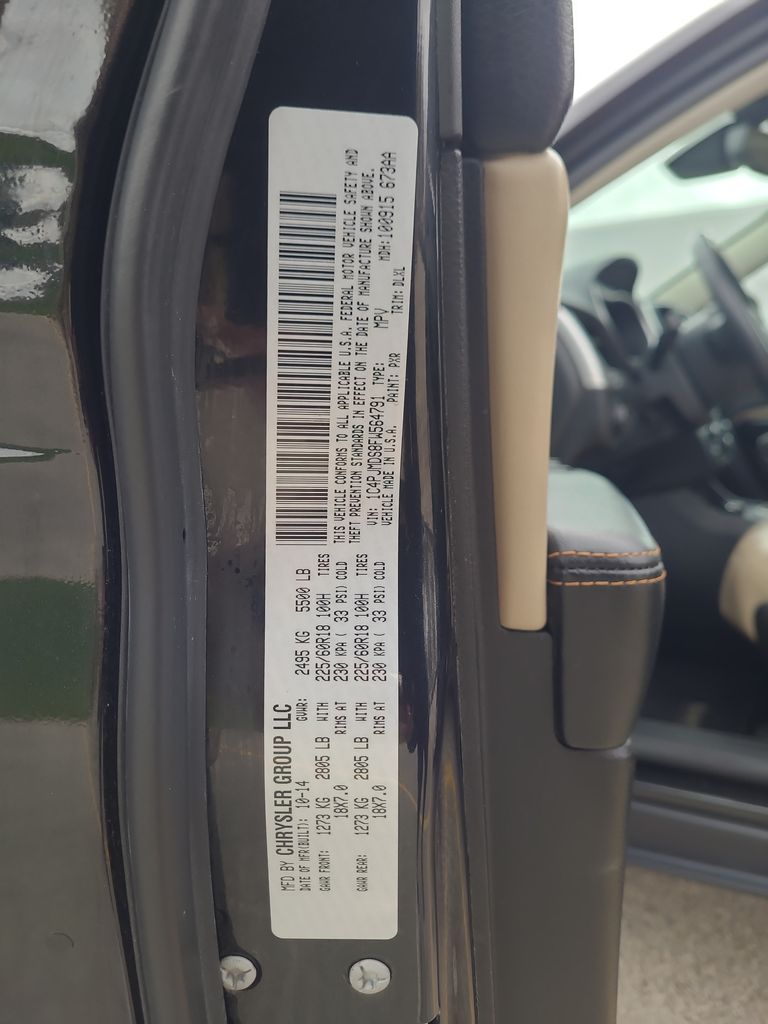 MFD BY CHRYSLER GROUP LLC
DATE OF MFR(BUILT): 10-14 GVWR: 2495 KG 5500 LB
GAWR FRONT: 1273 KG 2805 LB WITH 225/60R18 100H TIRES
18X7.0 RIMS AT 230 KPA ( 33 PSI) COLD
GAWR REAR: 1273 KG 2805 LB WITH 225/60R18 100H TIRES
18X7.0 RIMS AT 230 KPA ( 33 PSI) COLD
THIS VEHICLE CONFORMS TO ALL APPLICABLE U.S.A. FEDERAL MOTOR VEHICLE SAFETY AND
THEFT PREVENTION STANDARDS IN EFFECT ON THE DATE OF MANUFACTURE SHOWN ABOVE.
VIN: 1C4PJMDS8FW564791 TYPE: MPV MDH: 100915 673AA
VEHICLE MADE IN U.S.A. PAINT: PXR TRIM: DLXL